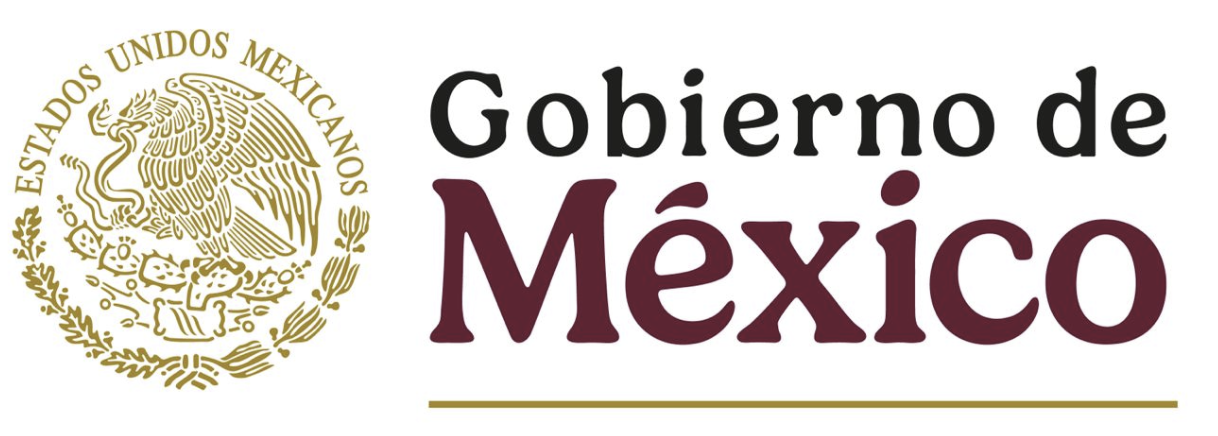 ESTADOS UNIDOS MEXICANOS
Gobierno de
México